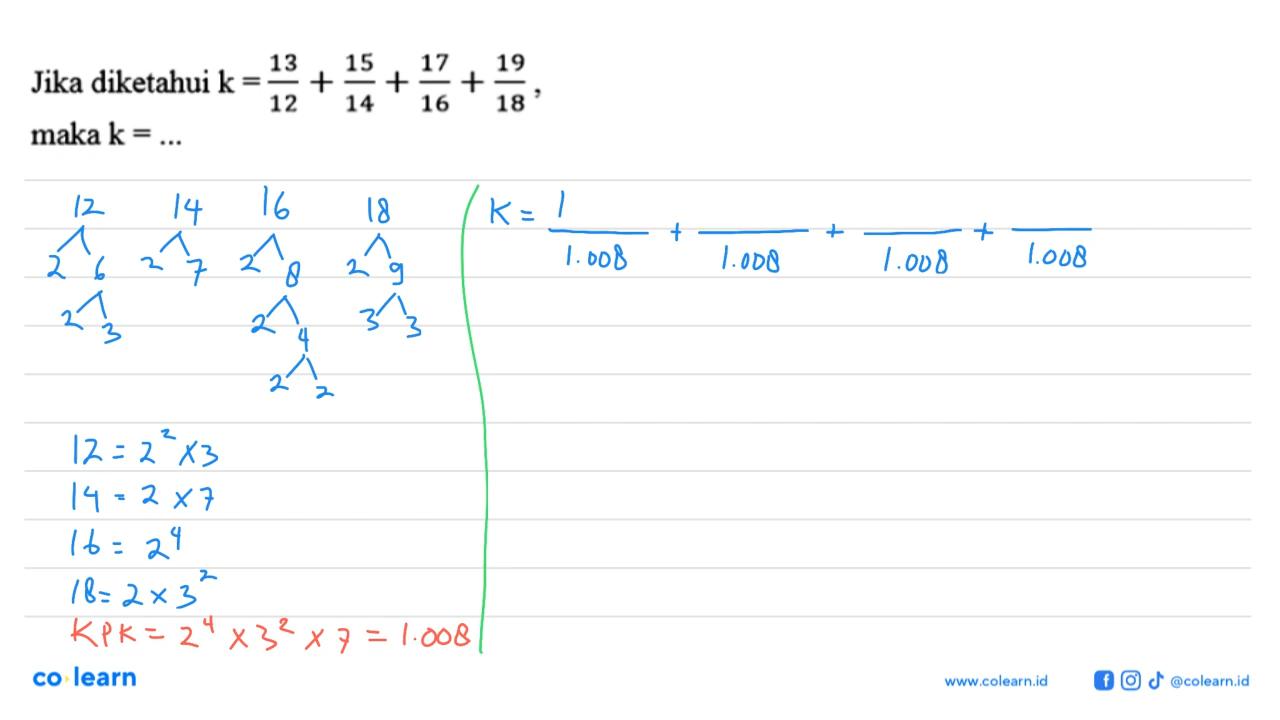 Jika diketahui k = 13/12 + 15/14 + 17/16 + 19/18 ,
maka k = ...
12 14 16 18
2 6 2 7 2 8 2 9
2 3 2 4 3 3
2 2
12 = 2² x 3
14 = 2 x 7
16 = 2⁴
18 = 2 x 3²
KPK = 2⁴ x 3² x 7 = 1.008
K = 1/1.008 + /1.008 + /1.008 + /1.008
co learn
www.colearn.id @colearn.id